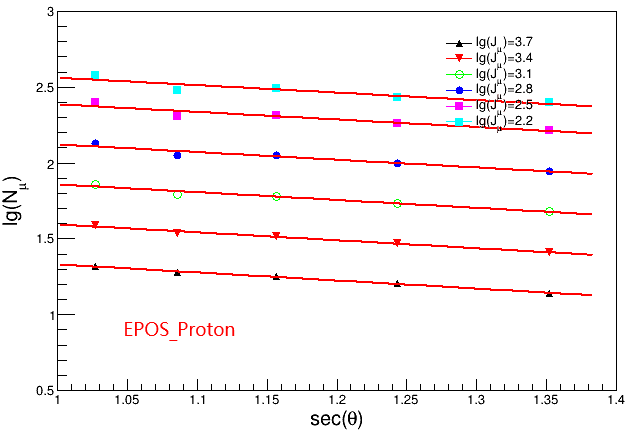 3
2.5
2
1.5
1
0.5
lg(N_μ)
lg(J_μ)=3.7
lg(J_μ)=3.4
lg(J_μ)=3.1
lg(J_μ)=2.8
lg(J_μ)=2.5
lg(J_μ)=2.2
EPOS_Proton
1 1.05 1.1 1.15 1.2 1.25 1.3 1.35 1.4
sec(θ)